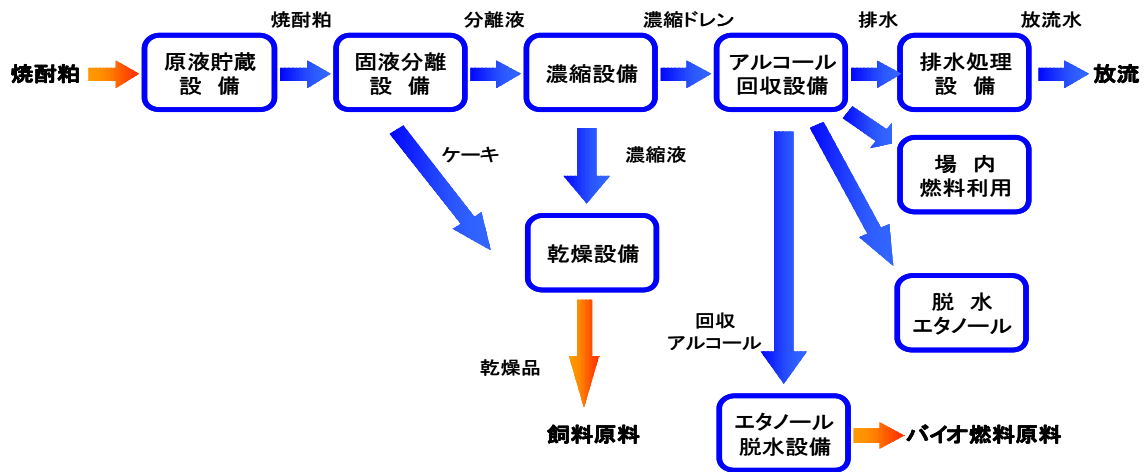 焼酎粕
分離液
濃縮ドレン
排水
放流水
焼酎粕
原液貯蔵
設 備
固液分離
設 備
濃縮設備
アルコール
回収設備
排水処理
設 備
放流
ケーキ
濃縮液
場 内
燃料利用
乾燥設備
脱 水
エタノール
回収
アルコール
乾燥品
飼料原料
エタノール
脱水設備
バイオ燃料原料